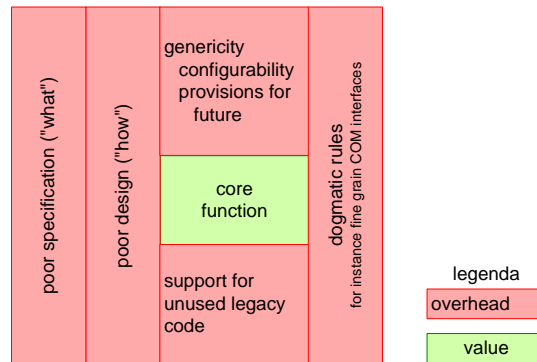 poor specification ("what")
poor design ("how")
genericity
configurability
provisions for
future
core
function
support for
unused legacy
code
dogmatic rules
for instance fine grain COM interfaces
legenda
overhead
value